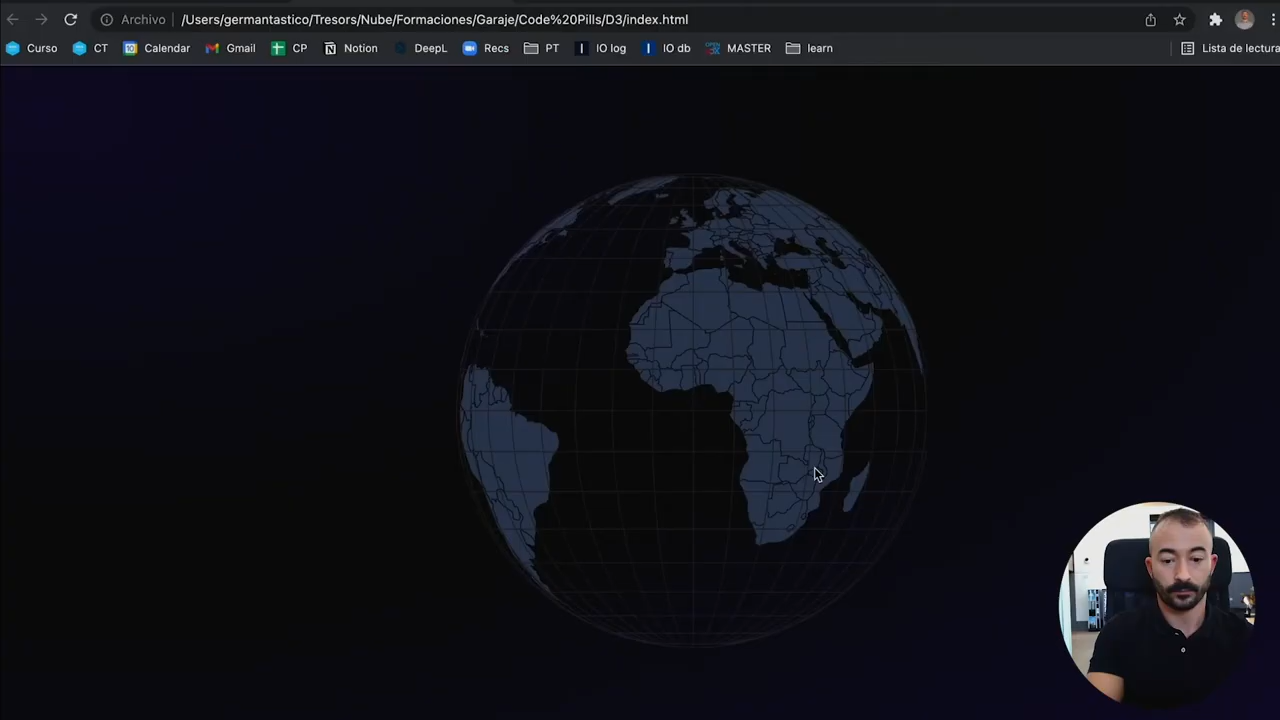 Archivo /Users/germantastico/Tresors/Nube/Formaciones/Garaje/Code%20Pills/D3/index.html
Curso CT Calendar Gmail CP Notion DeepL Recs PT IO log IO db MASTER learn Lista de lectura